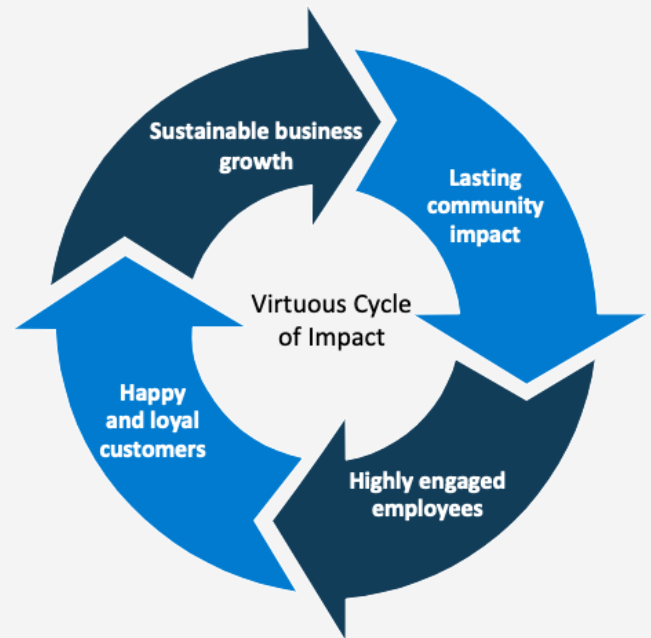 Sustainable business
growth
Lasting
community
impact
Virtuous Cycle
of Impact
Happy
and loyal
customers
Highly engaged
employees